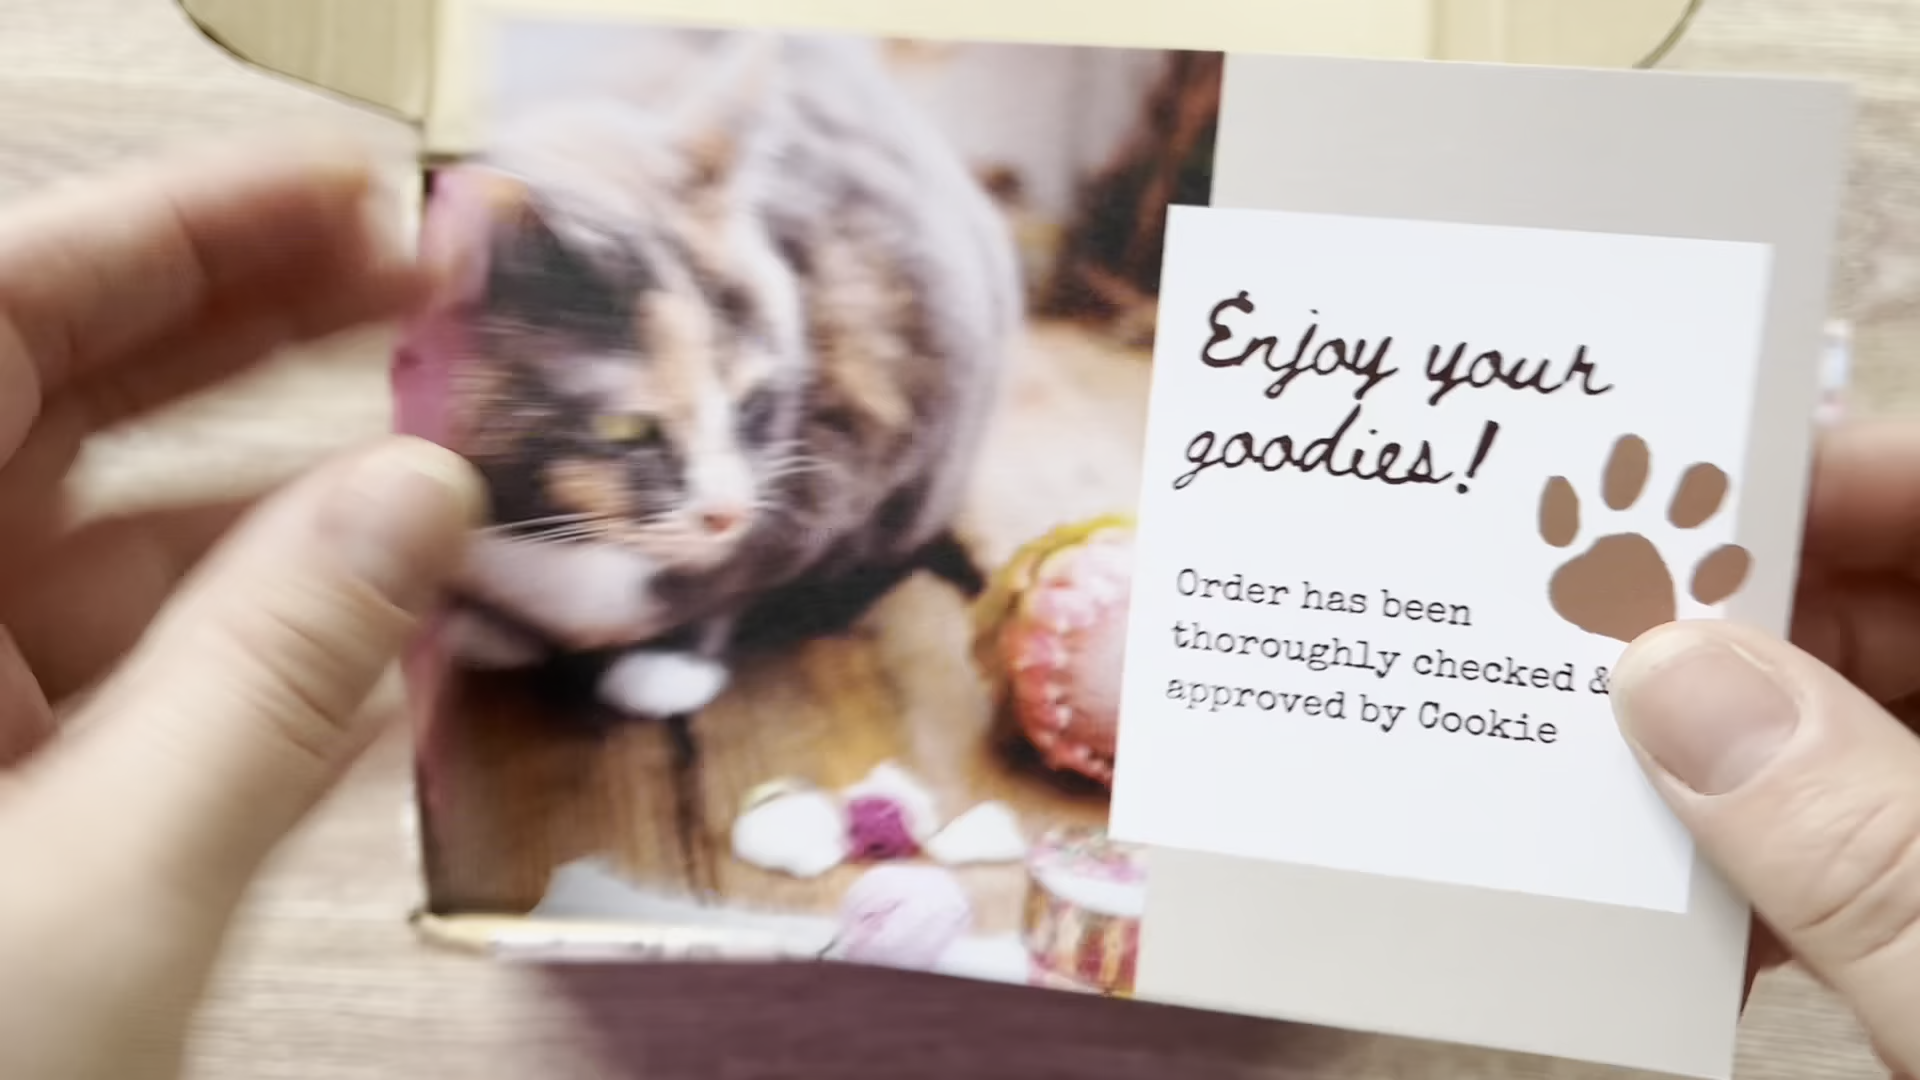 Enjoy your
goodies!
Order has been
thoroughly checked &
approved by Cookie